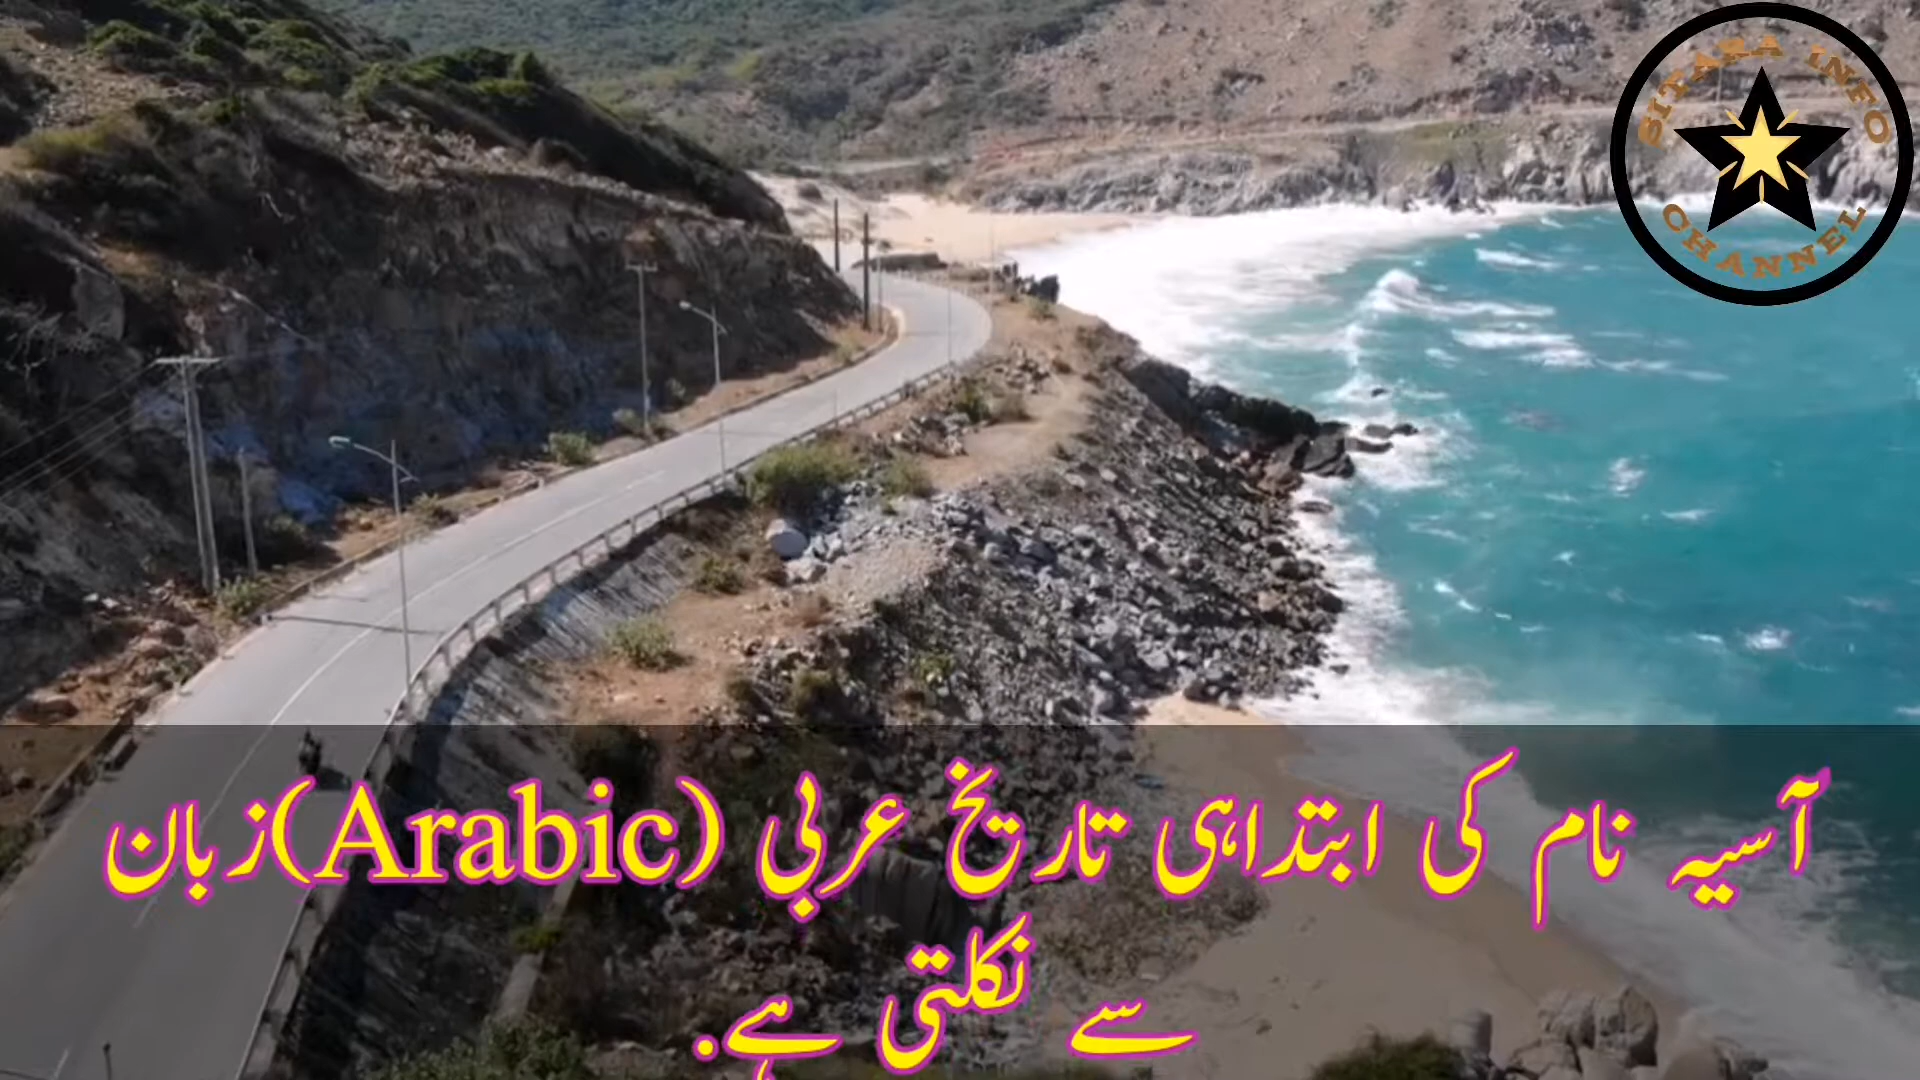 SITARA INFO
CHANNEL
آسیہ نام کی ابتداہی تاریخ عربی (Arabic)زبان
سے نکلتی ہے.